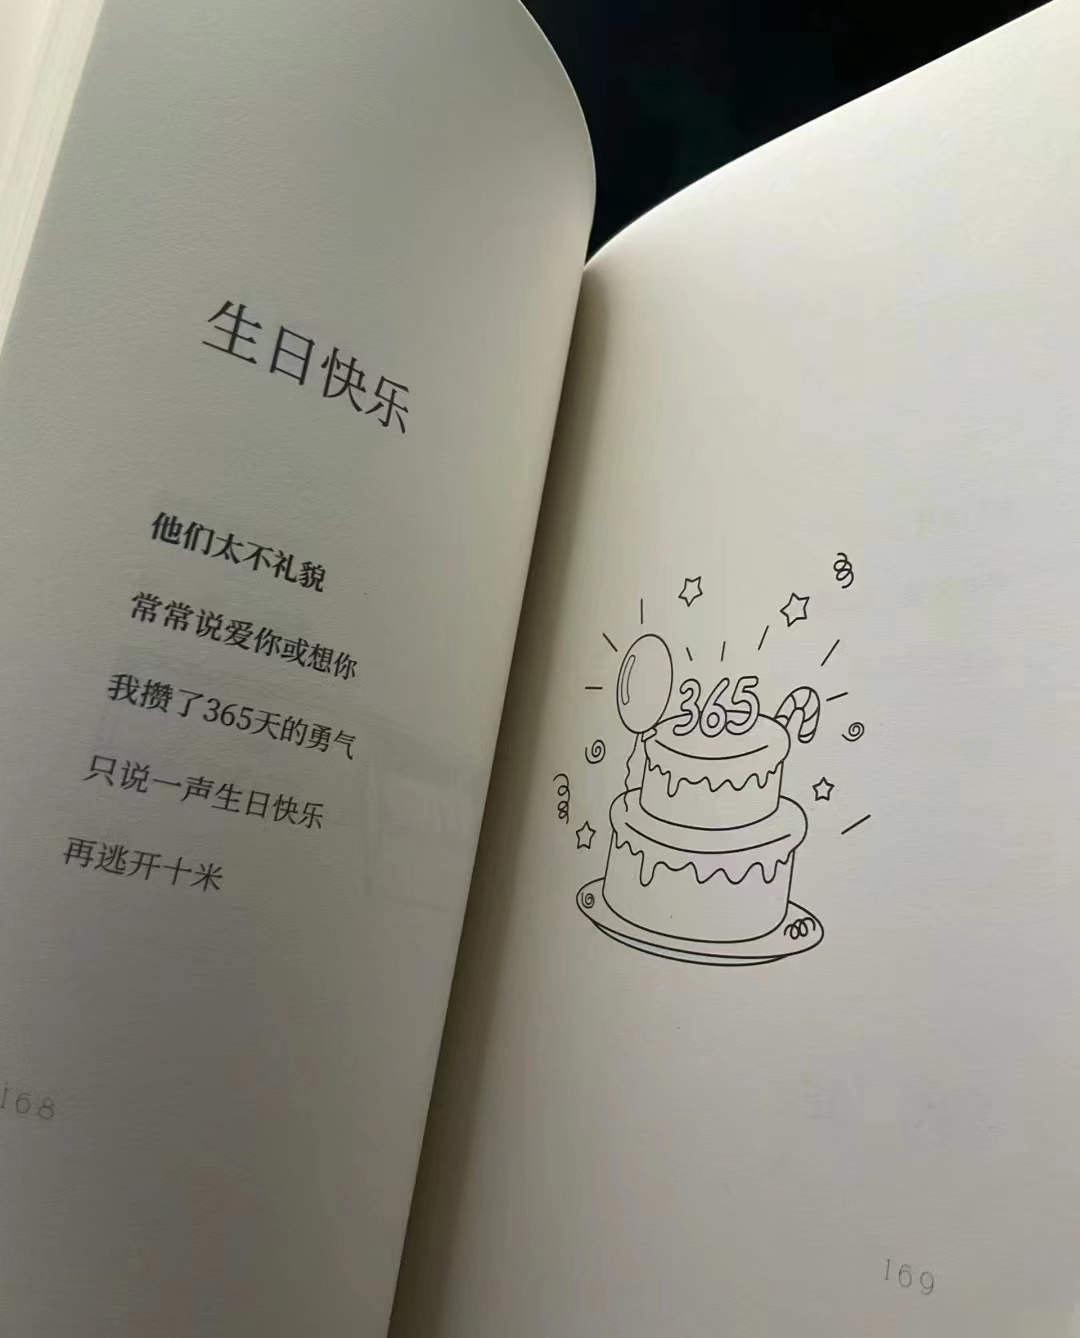 生日快乐
他们太不礼貌
常常说爱你或想你
我攒了365天的勇气
只说一声生日快乐
再逃开十米
168
365
169